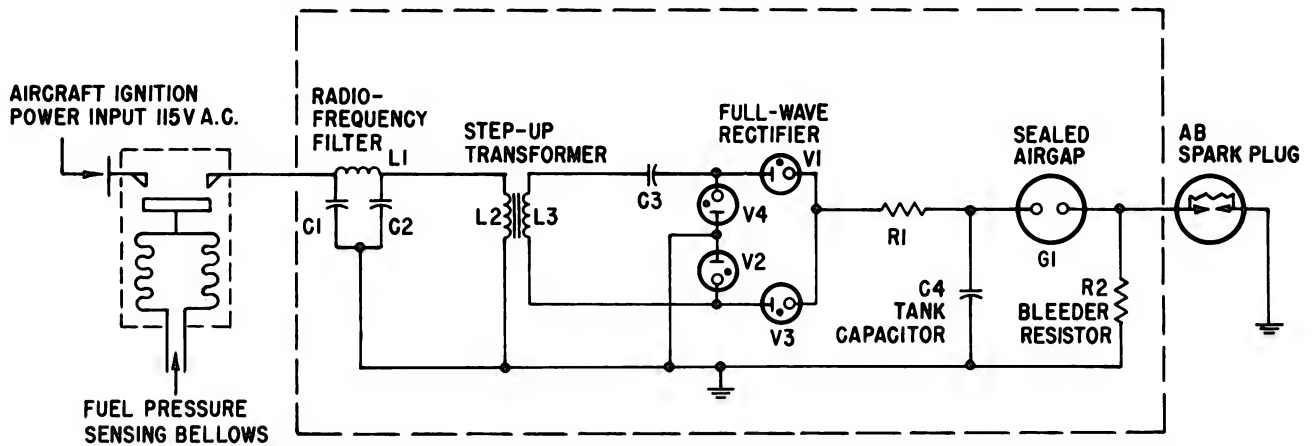 AIRCRAFT IGNITION
POWER INPUT 115V A.C.
FUEL PRESSURE
SENSING BELLOWS
RADIO-
FREQUENCY
FILTER
L1
C1
C2
STEP-UP
TRANSFORMER
L2
L3
C3
FULL-WAVE
RECTIFIER
V1
V4
V2
V3
R1
C4
TANK
CAPACITOR
SEALED
AIRGAP
G1
R2
BLEEDER
RESISTOR
AB
SPARK PLUG